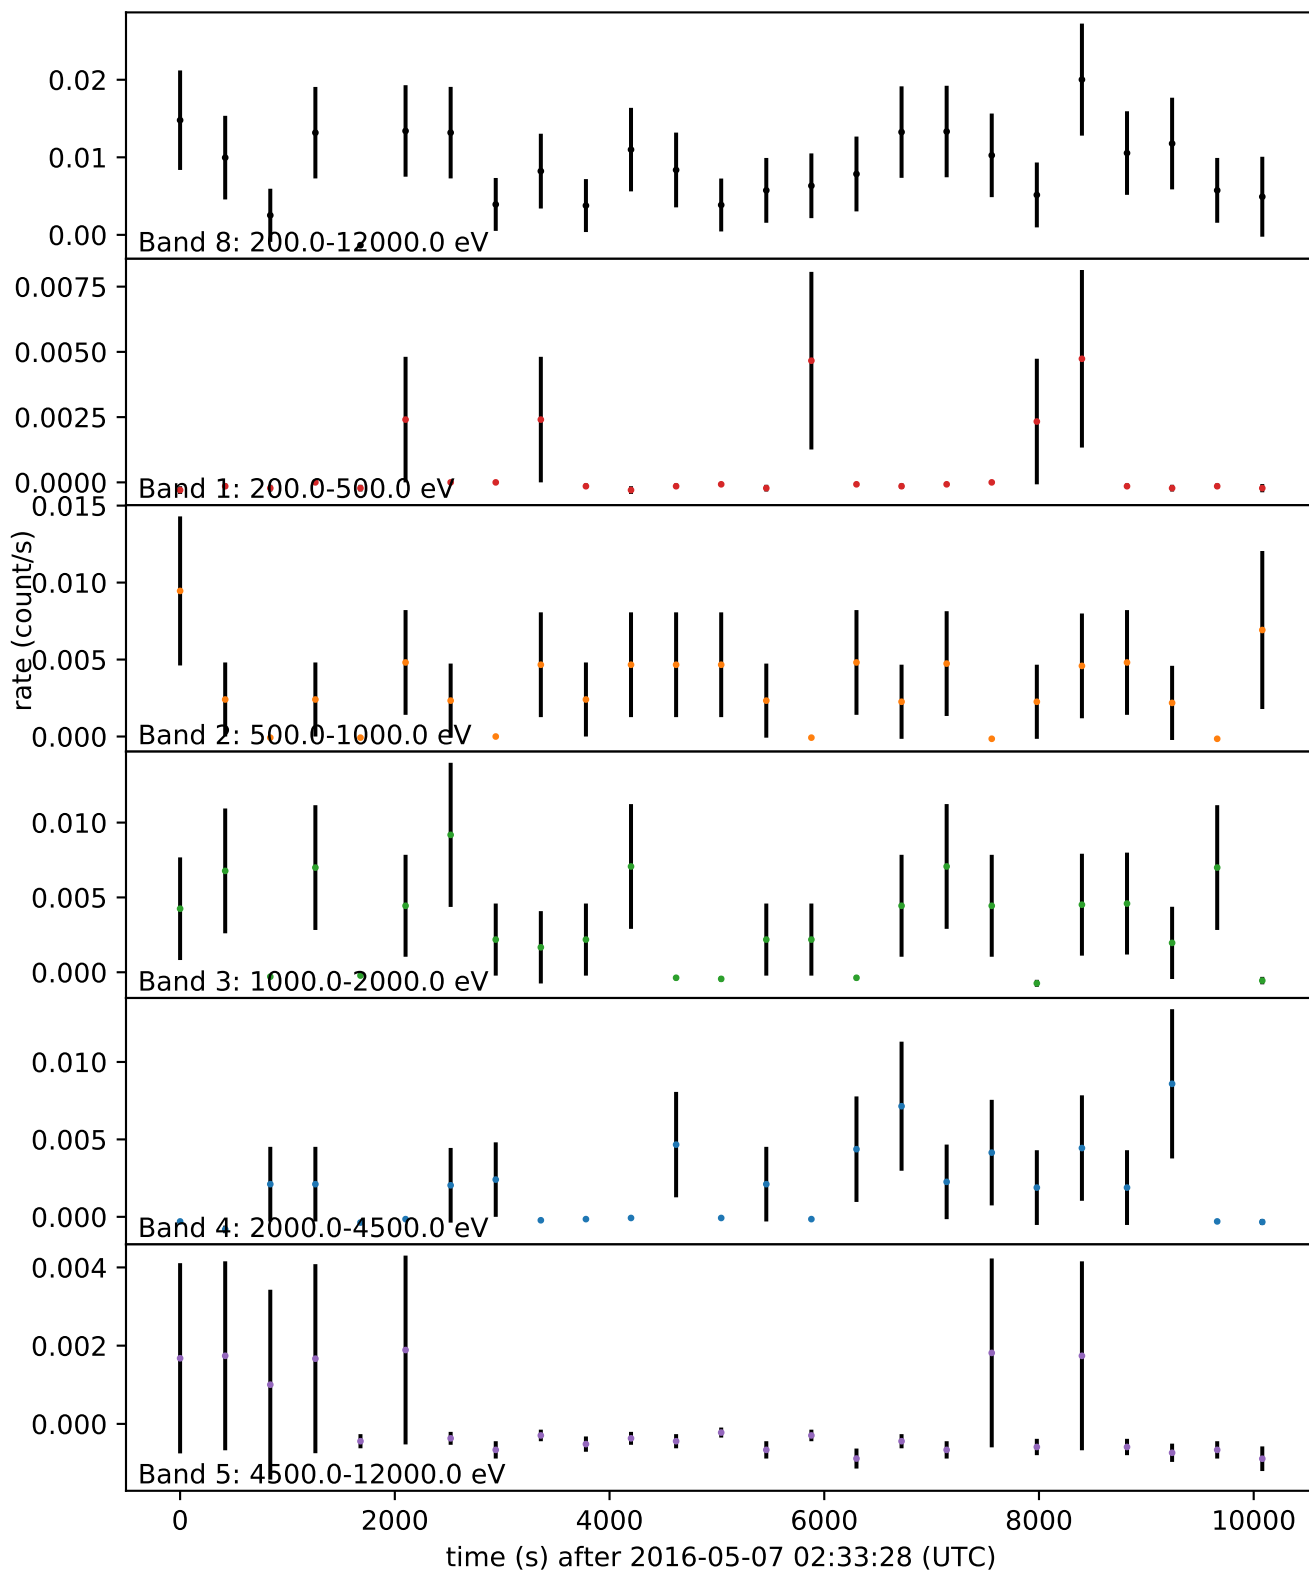 0.02
0.01
0.00
Band 8: 200.0-12000.0 eV
0.0075
0.0050
0.0025
0.0000
Band 1: 200.0-500.0 eV
0.015
0.010
0.005
0.000
Band 2: 500.0-1000.0 eV
rate (count/s)
0.010
0.005
0.000
Band 3: 1000.0-2000.0 eV
0.010
0.005
0.000
Band 4: 2000.0-4500.0 eV
0.004
0.002
0.000
Band 5: 4500.0-12000.0 eV
0 2000 4000 6000 8000 10000
time (s) after 2016-05-07 02:33:28 (UTC)